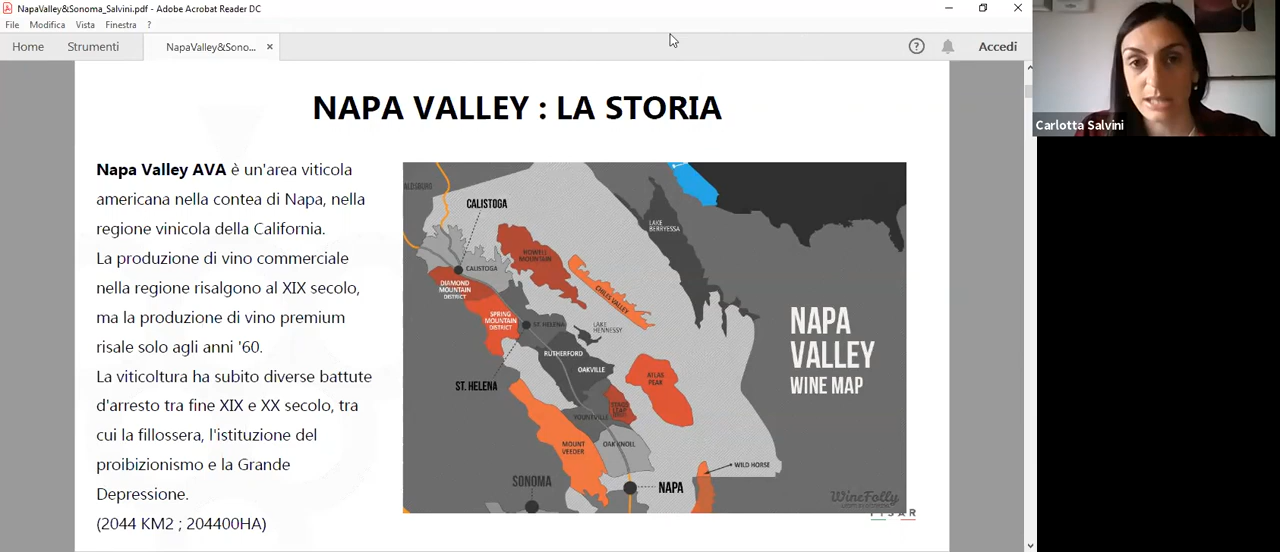 NapaValley&Sonoma_Salvini.pdf - Adobe Acrobat Reader DC
File Modifica Vista Finestra ?
Home Strumenti NapaValley&Sono... × ? Accedi
Carlotta Salvini
NAPA VALLEY : LA STORIA
Napa Valley AVA è un'area viticola
americana nella contea di Napa, nella
regione vinicola della California.
La produzione di vino commerciale
nella regione risalgono al XIX secolo,
ma la produzione di vino premium
risale solo agli anni '60.
La viticoltura ha subito diverse battute
d'arresto tra fine XIX e XX secolo, tra
cui la fillossera, l'istituzione del
proibizionismo e la Grande
Depressione.
(2044 KM2 ; 204400HA)
CALISTOGA
LAKE
BERRYESSA
HOWELL
MOUNTAIN
CALISTOGA
DIAMOND
MOUNTAIN
DISTRICT
CHILES VALLEY
SPRING
MOUNTAIN
DISTRICT
ST. HELENA
LAKE
HENNESSY
RUTHERFORD
OAKVILLE
ST. HELENA
ATLAS
PEAK
YOUNTVILLE
MOUNT
VEEDER
OAK KNOLL
WILD HORSE
SONOMA
NAPA
NAPA
VALLEY
WINE MAP
WineFolly